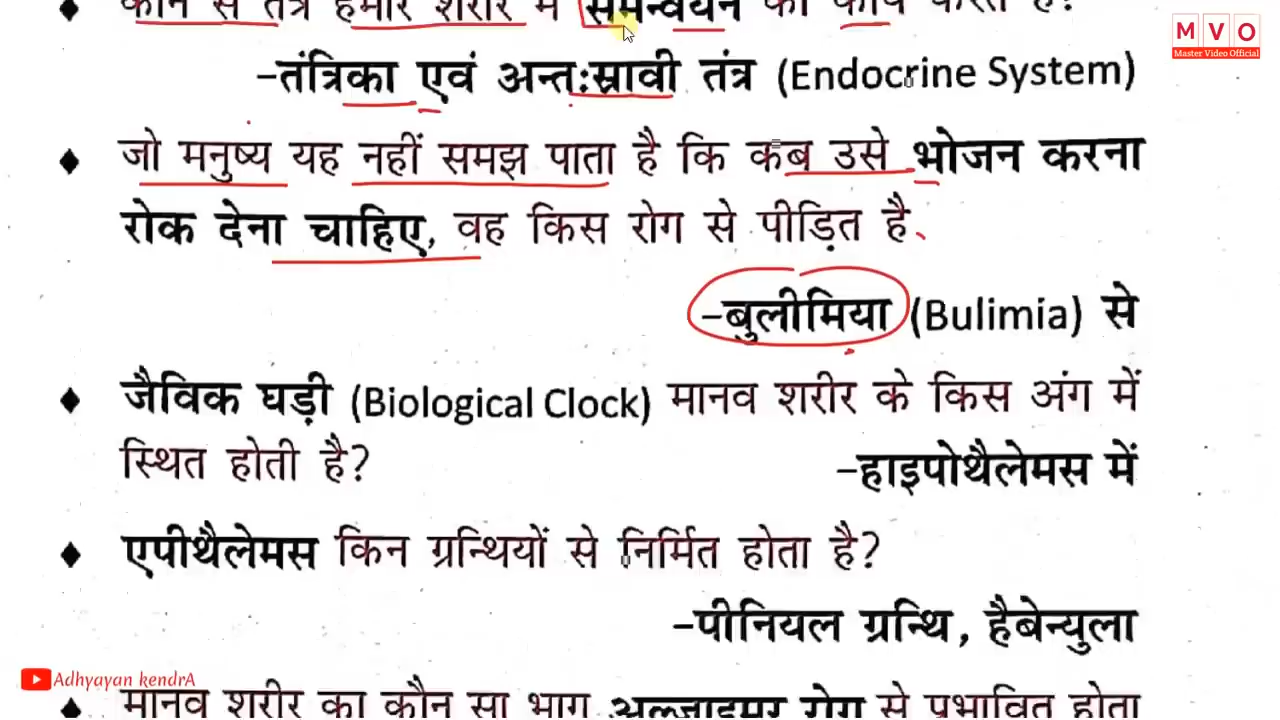 कौन से तंत्र हमारे शरीर में समन्वयन का कार्य करते हैं?
–तंत्रिका एवं अन्तःस्रावी तंत्र (Endocrine System)
♦ जो मनुष्य यह नहीं समझ पाता है कि कब उसे भोजन करना
रोक देना चाहिए, वह किस रोग से पीड़ित है
–बुलीमिया (Bulimia) से
♦ जैविक घड़ी (Biological Clock) मानव शरीर के किस अंग में
स्थित होती है?
–हाइपोथैलेमस में
♦ एपीथैलेमस किन ग्रन्थियों से निर्मित होता है?
–पीनियल ग्रन्थि, हैबेन्युला
♦ मानव शरीर का कौन सा भाग अल्जाइमर रोग से प्रभावित होता
MVO
Master Video Official
Adhyayan kendrA